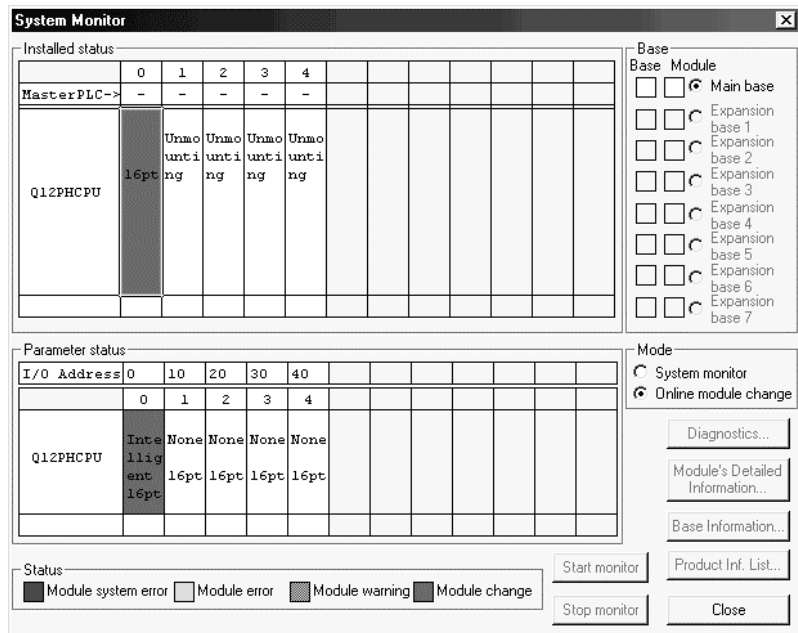 System Monitor
Installed status
0 1 2 3 4
MasterPLC-> - - - - -
Q12PHCPU
16pt
Unmo
unti
ng
Unmo
unti
ng
Unmo
unti
ng
Unmo
unti
ng
Base
Base Module
Main base
Expansion
base 1
Expansion
base 2
Expansion
base 3
Expansion
base 4
Expansion
base 5
Expansion
base 6
Expansion
base 7
Parameter status
I/O Address 0 10 20 30 40
0 1 2 3 4
Q12PHCPU
Inte
llig
ent
16pt
None
16pt
None
16pt
None
16pt
None
16pt
Mode
System monitor
Online module change
Diagnostics...
Module's Detailed
Information...
Base Information...
Product Inf. List...
Status
Module system error Module error Module warning Module change
Start monitor
Stop monitor
Close